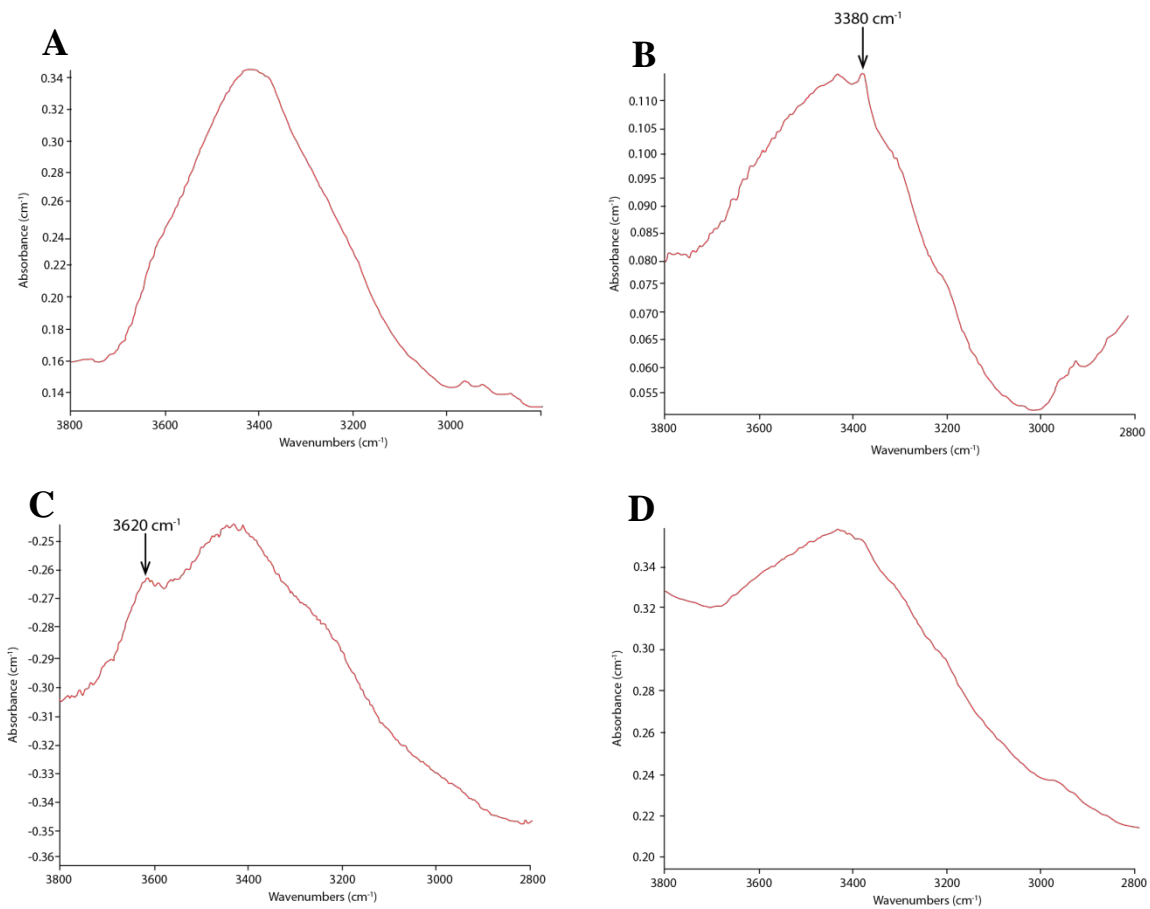 A
0.34
0.32
0.30
0.28
0.26
0.24
0.22
0.20
0.18
0.16
0.14
Absorbance (cm⁻¹)
3800 3600 3400 3200 3000
Wavenumbers (cm⁻¹)
B
3380 cm⁻¹
0.110
0.105
0.100
0.095
0.090
0.085
0.080
0.075
0.070
0.065
0.060
0.055
Absorbance (cm⁻¹)
3800 3600 3400 3200 3000 2800
Wavenumbers (cm⁻¹)
C
3620 cm⁻¹
-0.25
-0.26
-0.27
-0.28
-0.29
-0.30
-0.31
-0.32
-0.33
-0.34
-0.35
-0.36
Absorbance (cm⁻¹)
3800 3600 3400 3200 3000 2800
Wavenumbers (cm⁻¹)
D
0.34
0.32
0.30
0.28
0.26
0.24
0.22
0.20
Absorbance (cm⁻¹)
3800 3600 3400 3200 3000 2800
Wavenumbers (cm⁻¹)